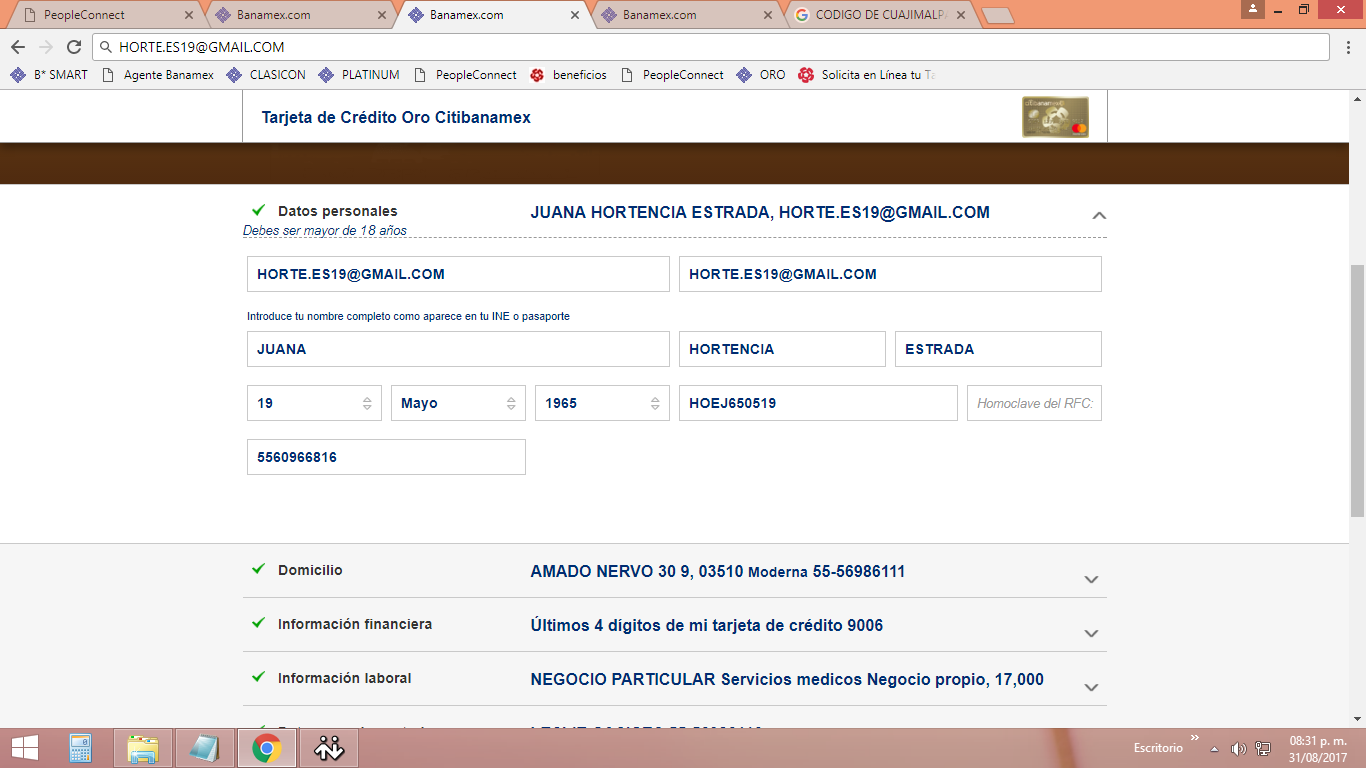 PeopleConnect Banamex.com Banamex.com Banamex.com CODIGO DE CUAJIMALPA
HORTE.ES19@GMAIL.COM
B* SMART Agente Banamex CLASICON PLATINUM PeopleConnect beneficios PeopleConnect ORO Solicita en Línea tu Ta
Tarjeta de Crédito Oro Citibanamex
Datos personales JUANA HORTENCIA ESTRADA, HORTE.ES19@GMAIL.COM
Debes ser mayor de 18 años
HORTE.ES19@GMAIL.COM HORTE.ES19@GMAIL.COM
Introduce tu nombre completo como aparece en tu INE o pasaporte
JUANA HORTENCIA ESTRADA
19 Mayo 1965 HOEJ650519 Homoclave del RFC:
5560966816
Domicilio AMADO NERVO 30 9, 03510 Moderna 55-56986111
Información financiera Últimos 4 dígitos de mi tarjeta de crédito 9006
Información laboral NEGOCIO PARTICULAR Servicios medicos Negocio propio, 17,000
Escritorio
08:31 p. m.
31/08/2017